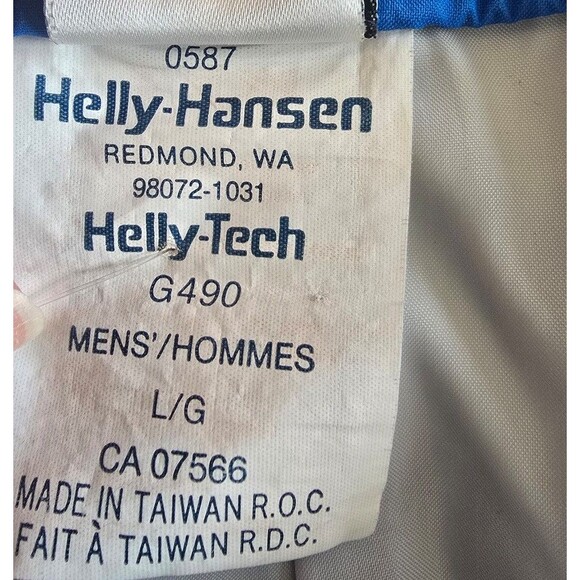 0587
Helly-Hansen
REDMOND, WA
98072-1031
Helly-Tech
G490
MENS'/HOMMES
L/G
CA 07566
MADE IN TAIWAN R.O.C.
FAIT À TAIWAN R.D.C.